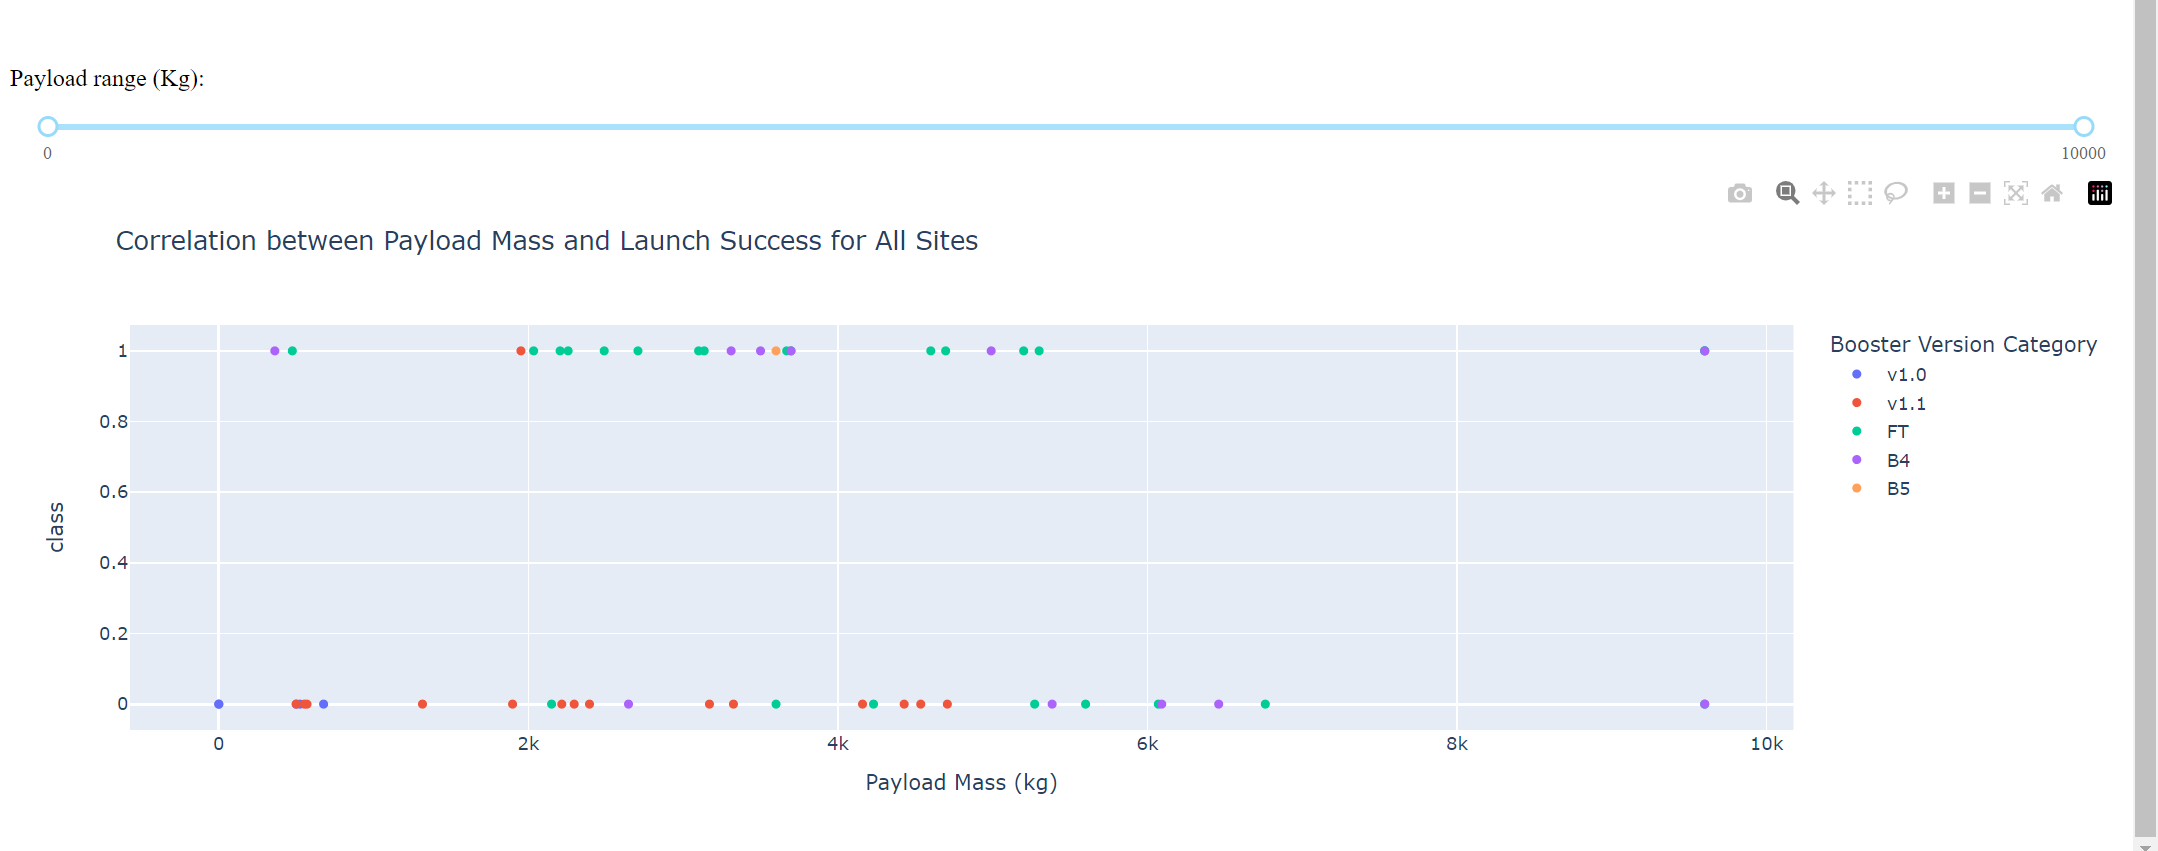 Payload range (Kg):
0
10000
Correlation between Payload Mass and Launch Success for All Sites
1
0.8
0.6
0.4
0.2
0
class
0
2k
4k
6k
8k
10k
Payload Mass (kg)
Booster Version Category
v1.0
v1.1
FT
B4
B5